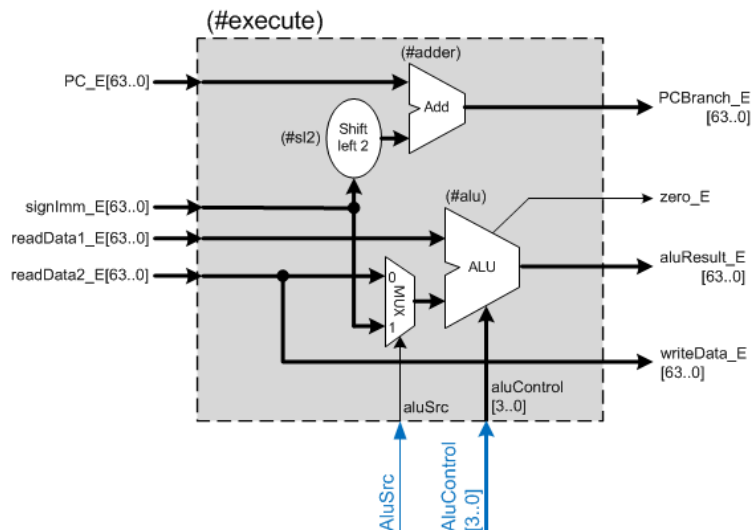 (#execute)
(#adder)
PC_E[63..0]
Add
PCBranch_E
[63..0]
(#sl2)
Shift
left 2
signImm_E[63..0]
(#alu)
zero_E
readData1_E[63..0]
readData2_E[63..0]
0
MUX
1
ALU
aluResult_E
[63..0]
writeData_E
[63..0]
aluSrc
aluControl
[3..0]
AluSrc
AluControl
[3..0]